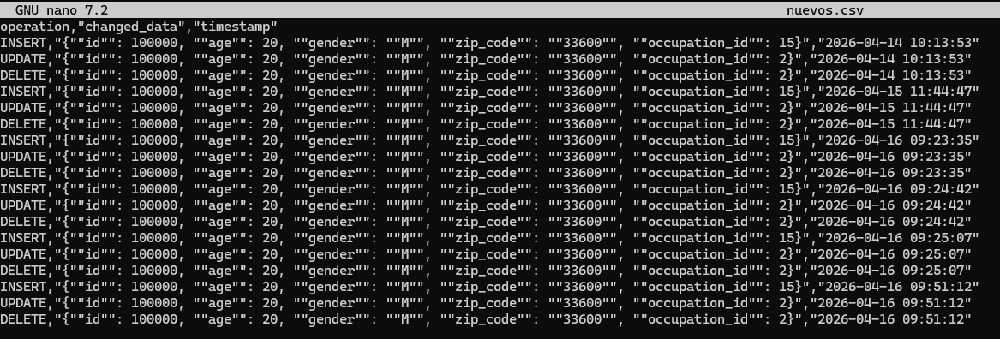 GNU nano 7.2 nuevos.csv
operation,"changed_data","timestamp"
INSERT,"{""id"": 100000, ""age"": 20, ""gender"": ""M"", ""zip_code"": ""33600"", ""occupation_id"": 15}","2026-04-14 10:13:53"
UPDATE,"{""id"": 100000, ""age"": 20, ""gender"": ""M"", ""zip_code"": ""33600"", ""occupation_id"": 2}","2026-04-14 10:13:53"
DELETE,"{""id"": 100000, ""age"": 20, ""gender"": ""M"", ""zip_code"": ""33600"", ""occupation_id"": 2}","2026-04-14 10:13:53"
INSERT,"{""id"": 100000, ""age"": 20, ""gender"": ""M"", ""zip_code"": ""33600"", ""occupation_id"": 15}","2026-04-15 11:44:47"
UPDATE,"{""id"": 100000, ""age"": 20, ""gender"": ""M"", ""zip_code"": ""33600"", ""occupation_id"": 2}","2026-04-15 11:44:47"
DELETE,"{""id"": 100000, ""age"": 20, ""gender"": ""M"", ""zip_code"": ""33600"", ""occupation_id"": 2}","2026-04-15 11:44:47"
INSERT,"{""id"": 100000, ""age"": 20, ""gender"": ""M"", ""zip_code"": ""33600"", ""occupation_id"": 15}","2026-04-16 09:23:35"
UPDATE,"{""id"": 100000, ""age"": 20, ""gender"": ""M"", ""zip_code"": ""33600"", ""occupation_id"": 2}","2026-04-16 09:23:35"
DELETE,"{""id"": 100000, ""age"": 20, ""gender"": ""M"", ""zip_code"": ""33600"", ""occupation_id"": 2}","2026-04-16 09:23:35"
INSERT,"{""id"": 100000, ""age"": 20, ""gender"": ""M"", ""zip_code"": ""33600"", ""occupation_id"": 15}","2026-04-16 09:24:42"
UPDATE,"{""id"": 100000, ""age"": 20, ""gender"": ""M"", ""zip_code"": ""33600"", ""occupation_id"": 2}","2026-04-16 09:24:42"
DELETE,"{""id"": 100000, ""age"": 20, ""gender"": ""M"", ""zip_code"": ""33600"", ""occupation_id"": 2}","2026-04-16 09:24:42"
INSERT,"{""id"": 100000, ""age"": 20, ""gender"": ""M"", ""zip_code"": ""33600"", ""occupation_id"": 15}","2026-04-16 09:25:07"
UPDATE,"{""id"": 100000, ""age"": 20, ""gender"": ""M"", ""zip_code"": ""33600"", ""occupation_id"": 2}","2026-04-16 09:25:07"
DELETE,"{""id"": 100000, ""age"": 20, ""gender"": ""M"", ""zip_code"": ""33600"", ""occupation_id"": 2}","2026-04-16 09:25:07"
INSERT,"{""id"": 100000, ""age"": 20, ""gender"": ""M"", ""zip_code"": ""33600"", ""occupation_id"": 15}","2026-04-16 09:51:12"
UPDATE,"{""id"": 100000, ""age"": 20, ""gender"": ""M"", ""zip_code"": ""33600"", ""occupation_id"": 2}","2026-04-16 09:51:12"
DELETE,"{""id"": 100000, ""age"": 20, ""gender"": ""M"", ""zip_code"": ""33600"", ""occupation_id"": 2}","2026-04-16 09:51:12"